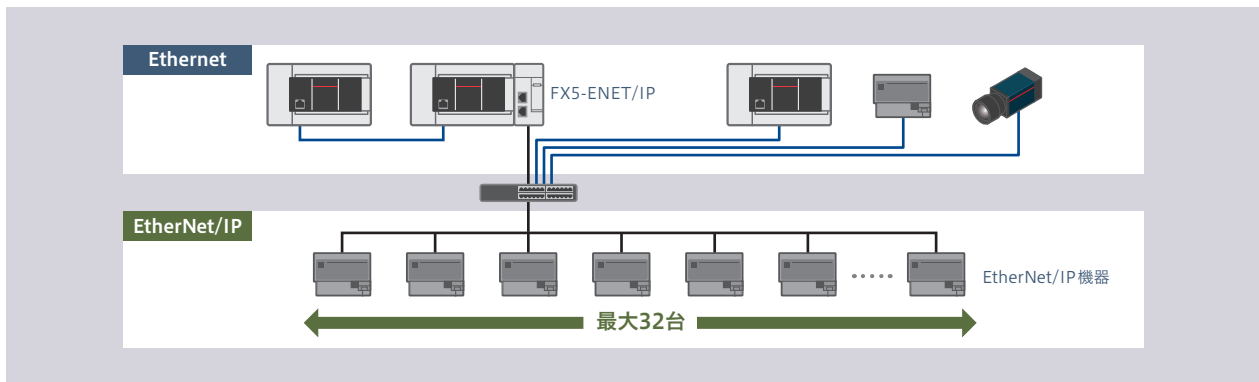 Ethernet
FX5-ENET/IP
EtherNet/IP
EtherNet/IP機器
最大32台